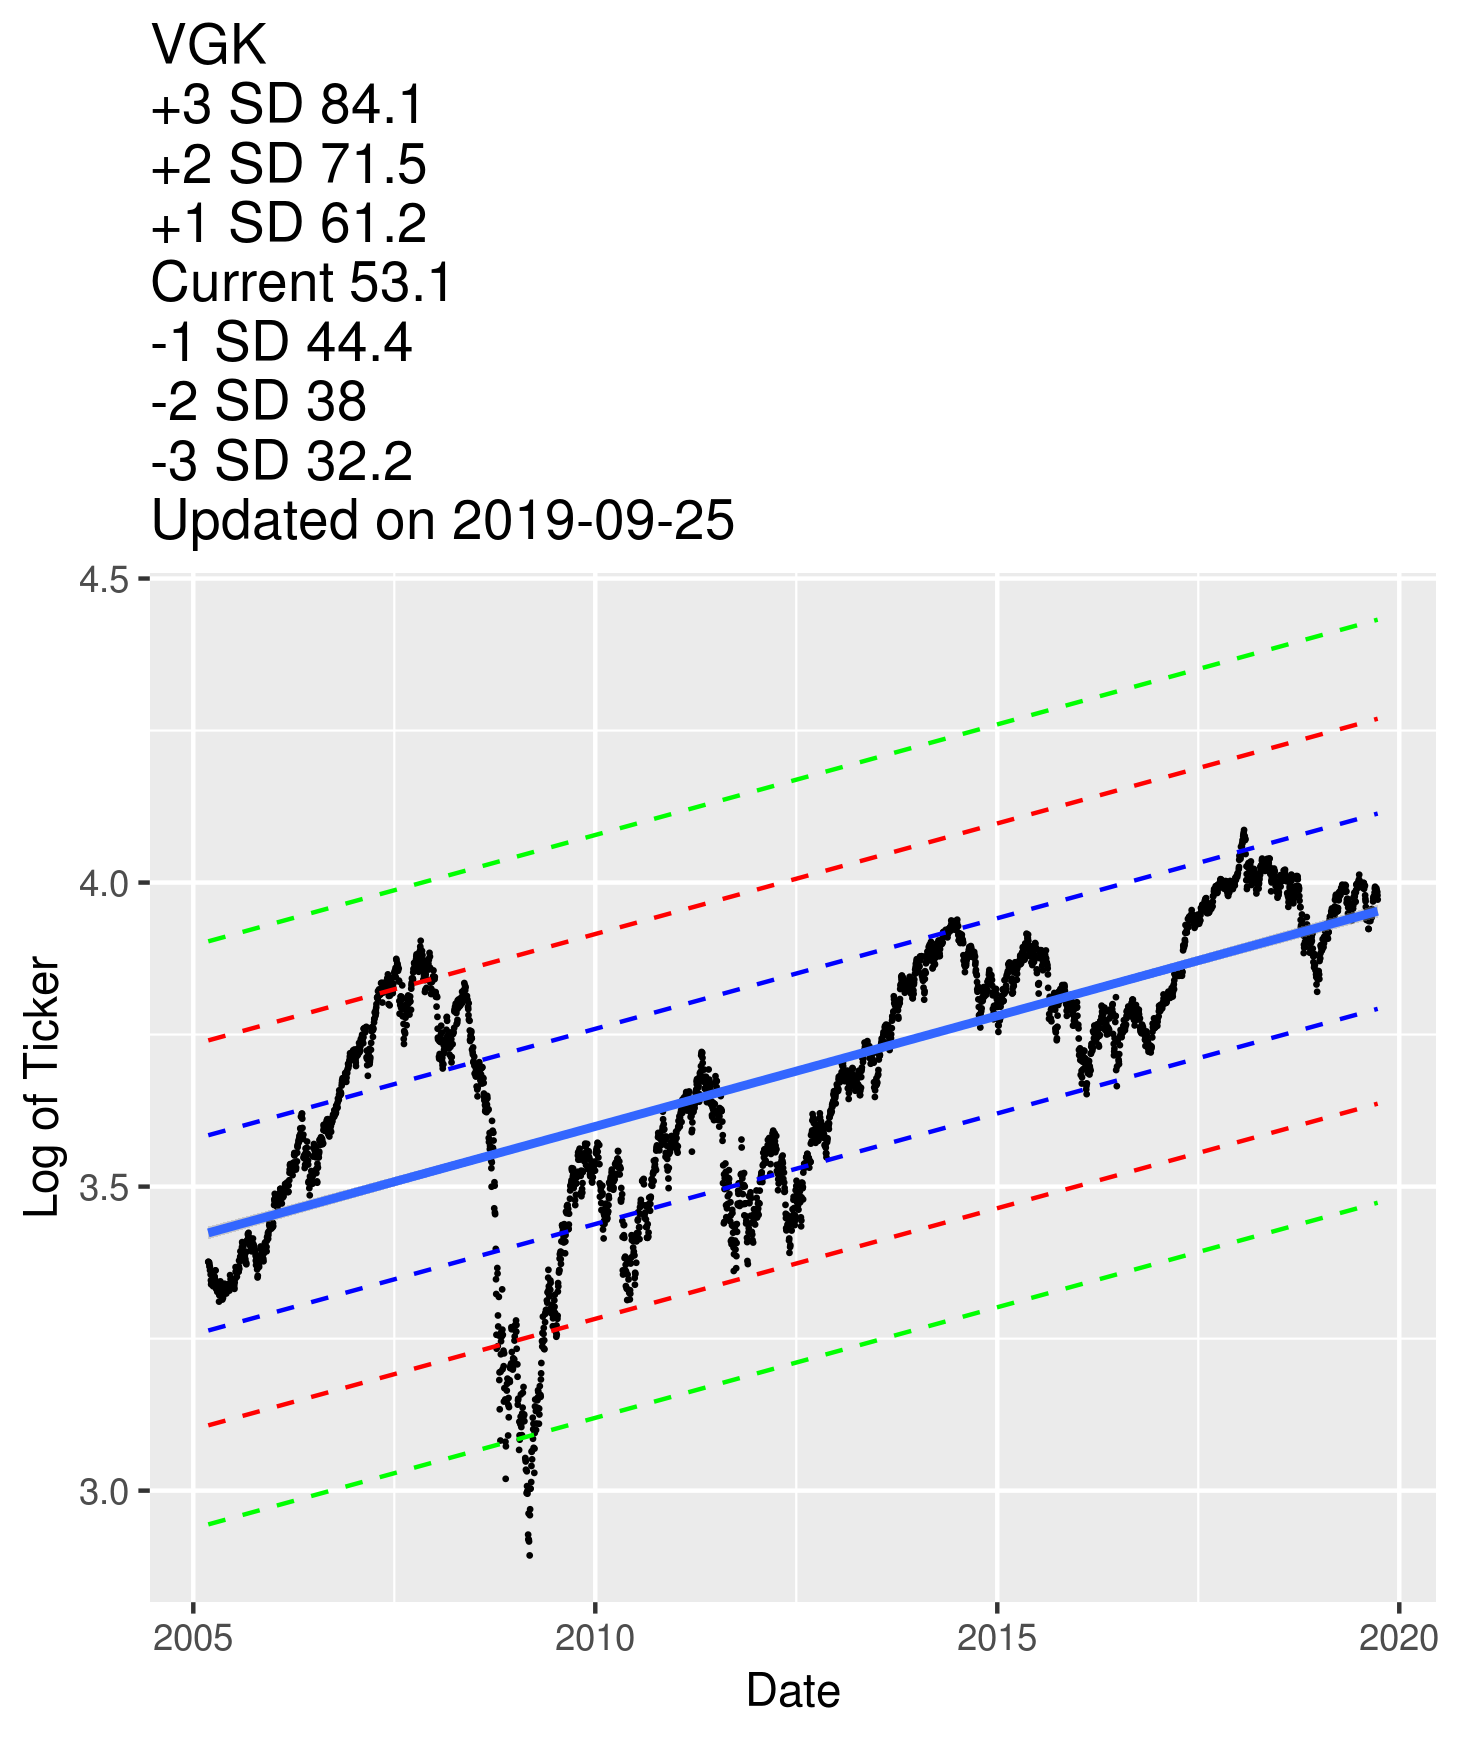 VGK
+3 SD 84.1
+2 SD 71.5
+1 SD 61.2
Current 53.1
-1 SD 44.4
-2 SD 38
-3 SD 32.2
Updated on 2019-09-25
4.5
4.0
3.5
3.0
Log of Ticker
2005 2010 2015 2020
Date